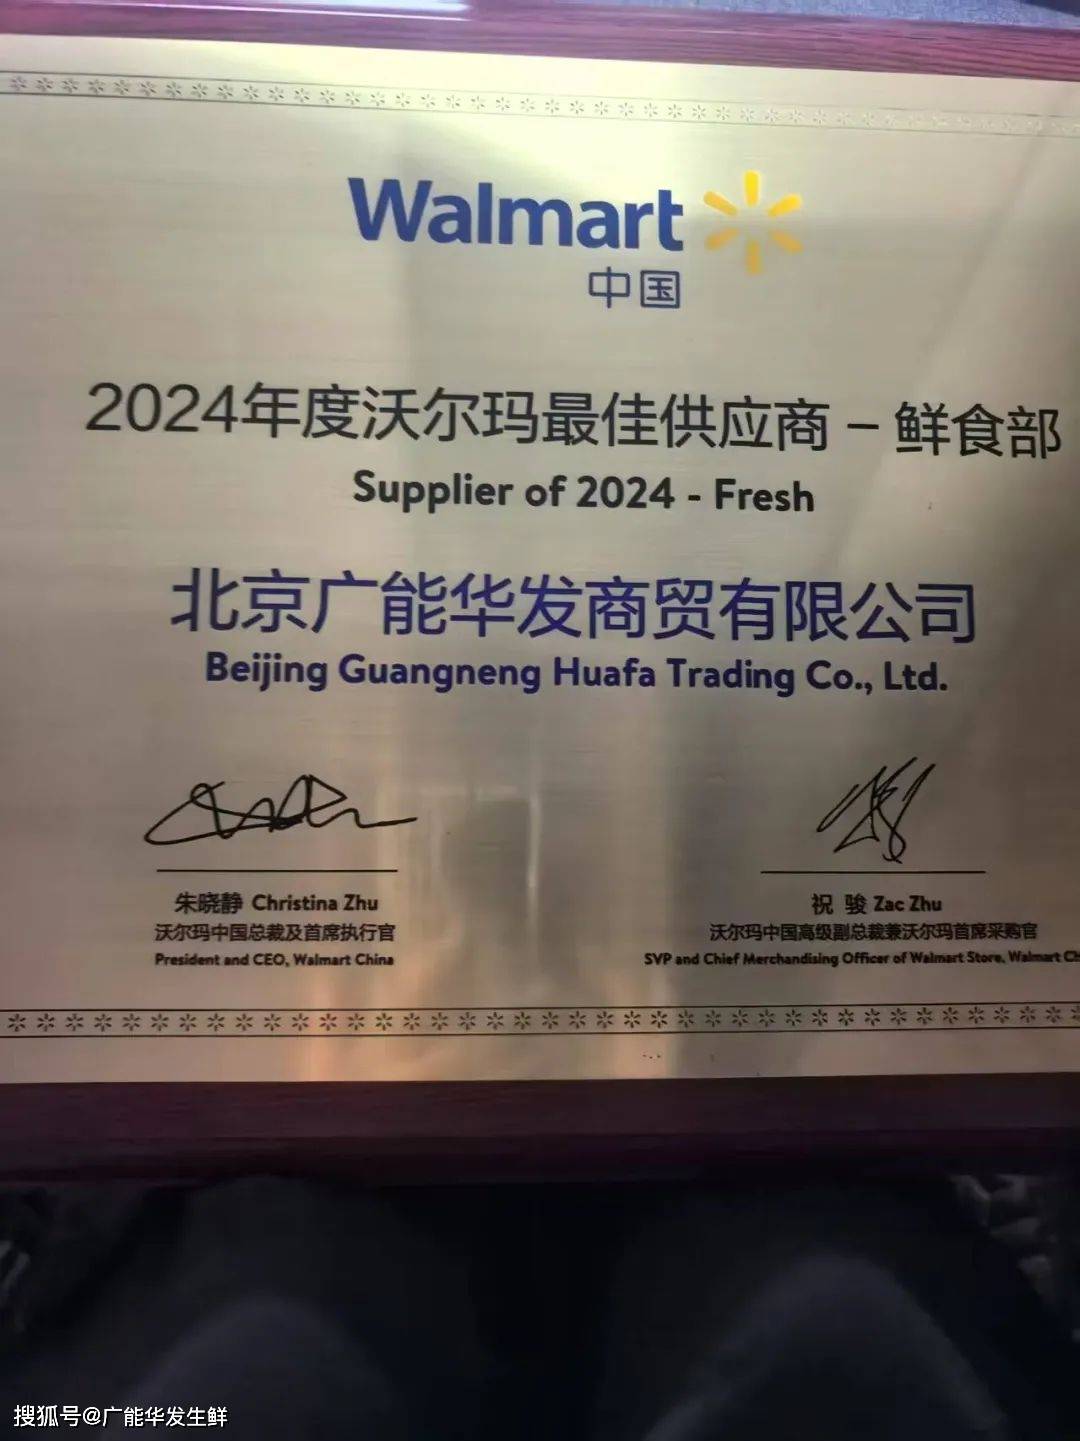 Walmart
中国
2024年度沃尔玛最佳供应商 - 鲜食部
Supplier of 2024 - Fresh
北京广能华发商贸有限公司
Beijing Guangneng Huafa Trading Co., Ltd.
朱晓静 Christina Zhu
沃尔玛中国总裁及首席执行官
President and CEO, Walmart China
祝 骏 Zac Zhu
沃尔玛中国高级副总裁兼沃尔玛首席采购官
SVP and Chief Merchandising Officer of Walmart Store, Walmart Ch
搜狐号@广能华发生鲜